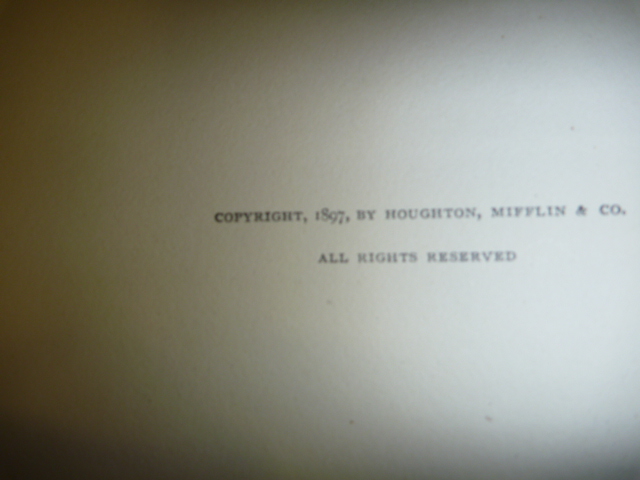 COPYRIGHT, 1897, BY HOUGHTON, MIFFLIN & CO.
ALL RIGHTS RESERVED